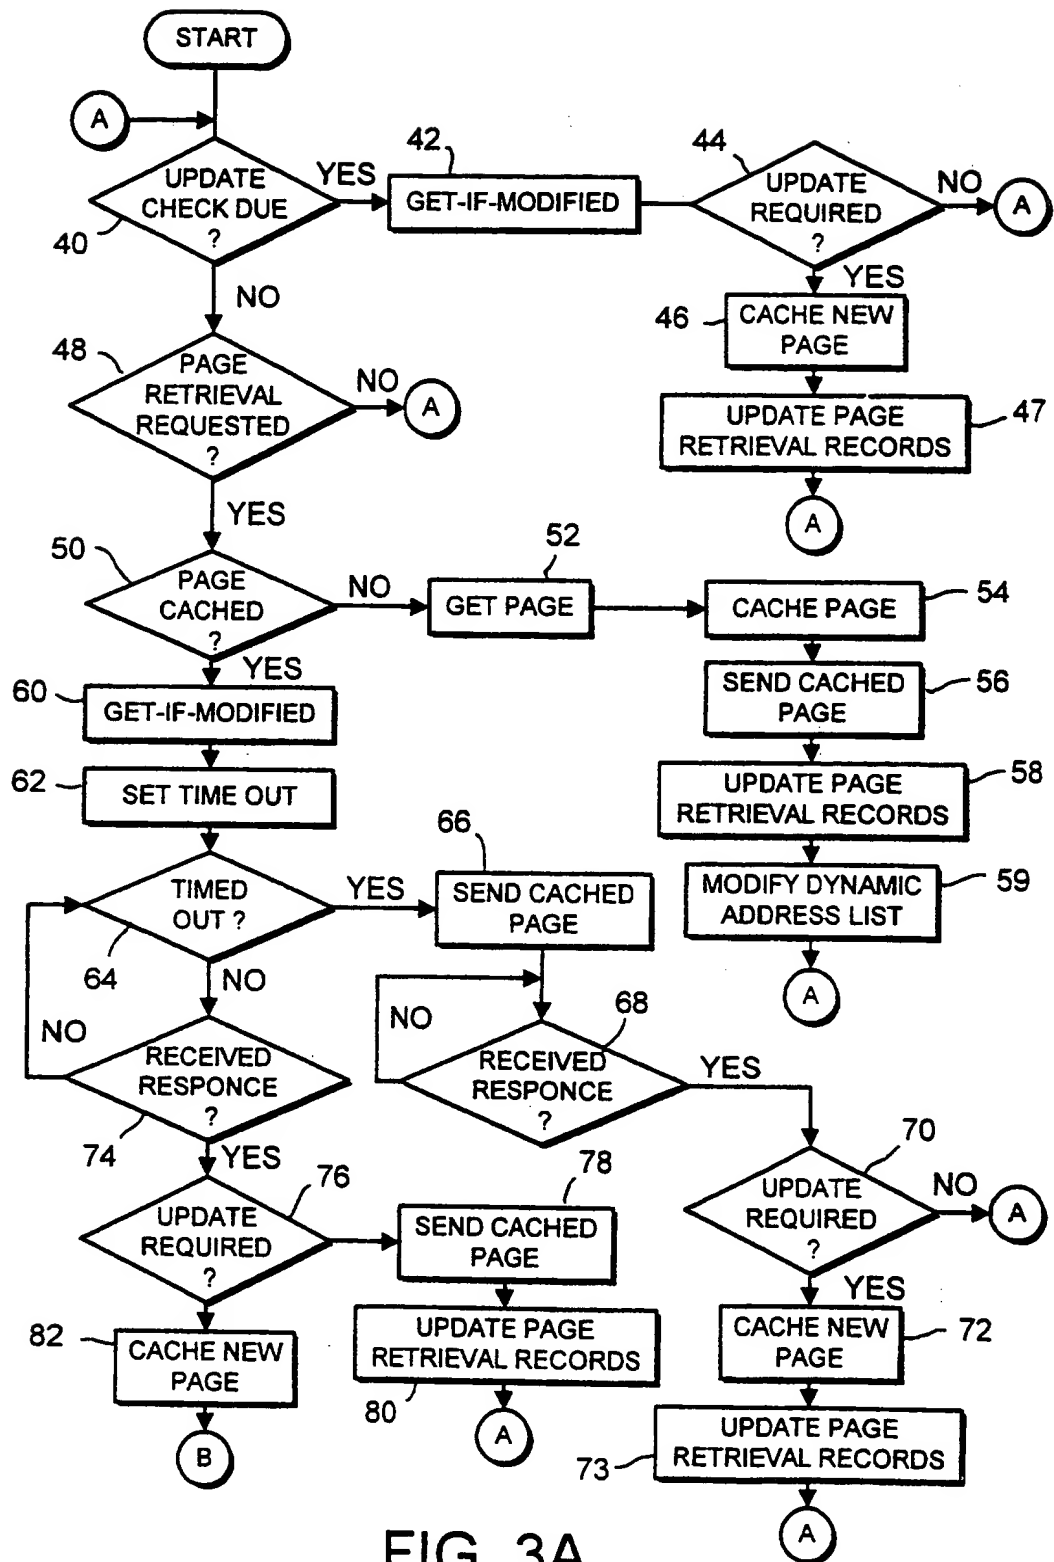 START
A
UPDATE
CHECK DUE
?
40
YES
42
GET-IF-MODIFIED
44
UPDATE
REQUIRED
?
NO
A
YES
46
CACHE NEW
PAGE
UPDATE PAGE
RETRIEVAL RECORDS
47
A
NO
48
PAGE
RETRIEVAL
REQUESTED
?
NO
A
YES
50
PAGE
CACHED
?
NO
52
GET PAGE
CACHE PAGE
54
SEND CACHED
PAGE
56
UPDATE PAGE
RETRIEVAL RECORDS
58
MODIFY DYNAMIC
ADDRESS LIST
59
A
YES
60
GET-IF-MODIFIED
62
SET TIME OUT
TIMED
OUT ?
64
YES
66
SEND CACHED
PAGE
NO
NO
RECEIVED
RESPONCE
?
74
NO
68
RECEIVED
RESPONCE
?
YES
YES
76
UPDATE
REQUIRED
?
78
SEND CACHED
PAGE
UPDATE PAGE
RETRIEVAL RECORDS
80
A
82
CACHE NEW
PAGE
B
70
UPDATE
REQUIRED
?
NO
A
YES
CACHE NEW
PAGE
72
UPDATE PAGE
RETRIEVAL RECORDS
73
A
FIG. 3A